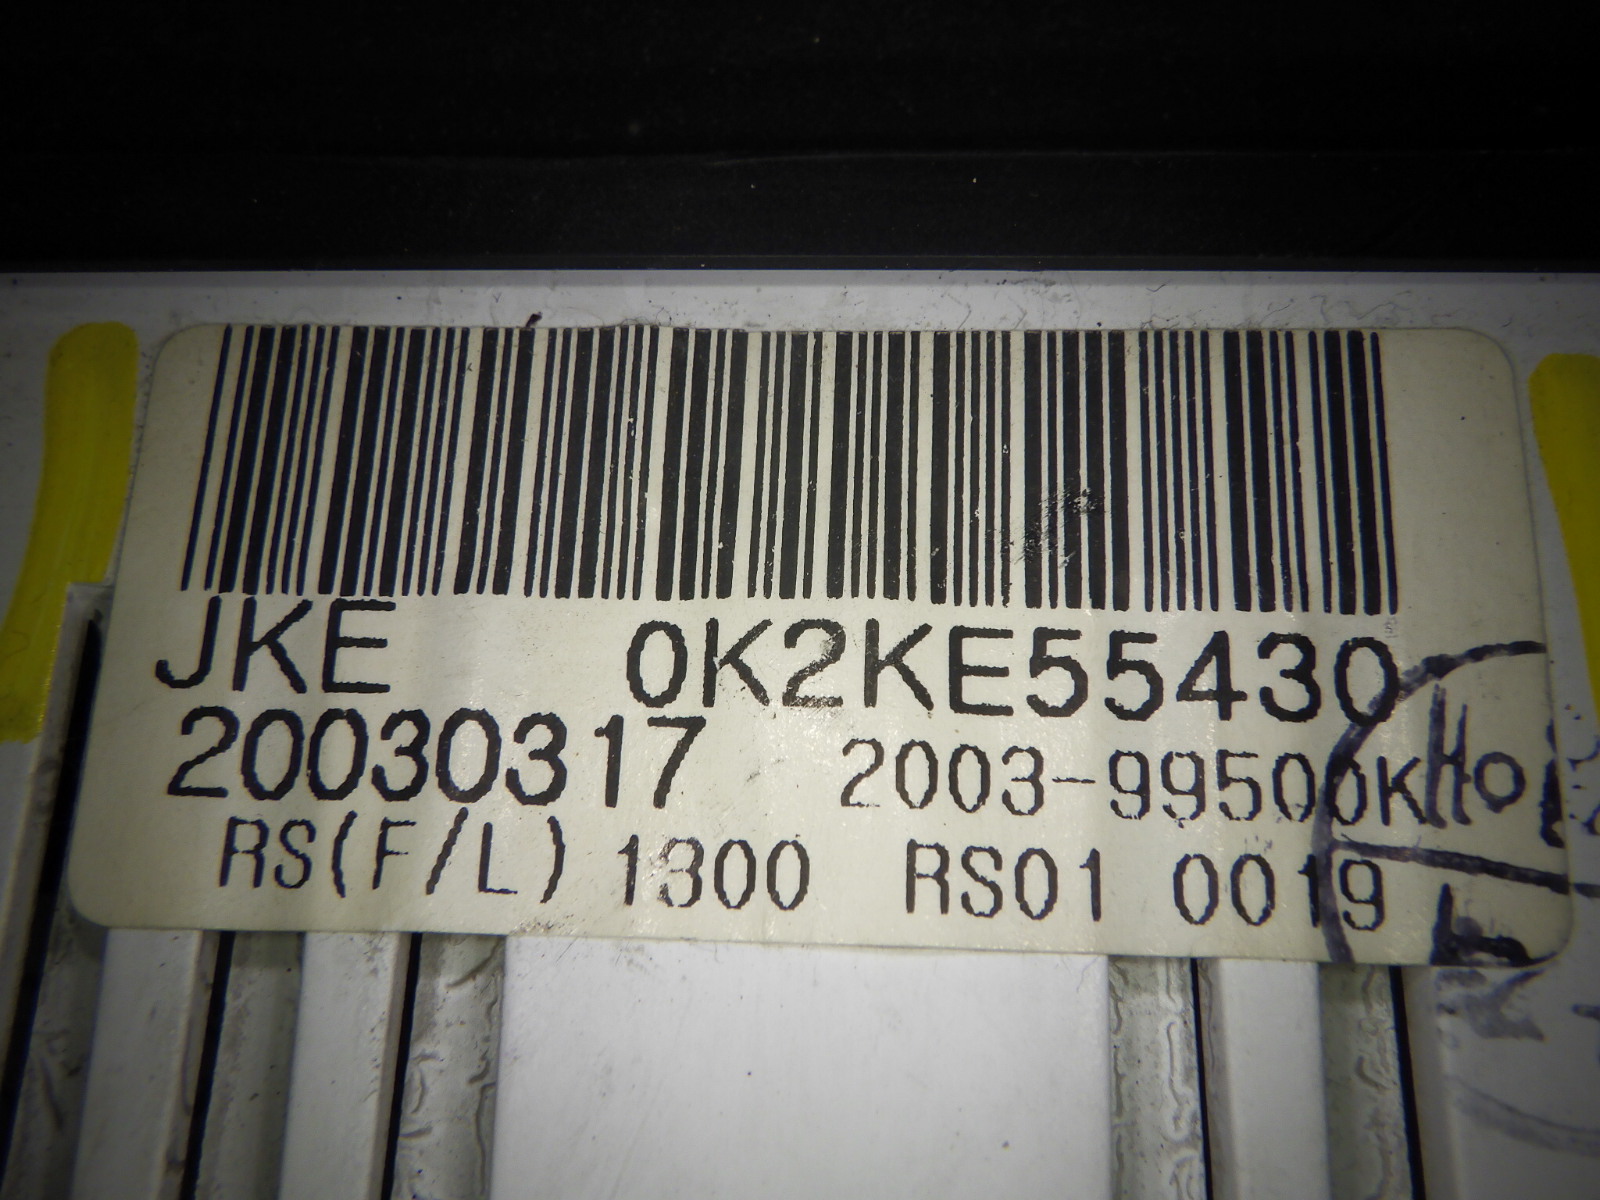 JKE 0K2KE55430
20030317 2003-99500K
RS(F/L) 1300 RS01 0019